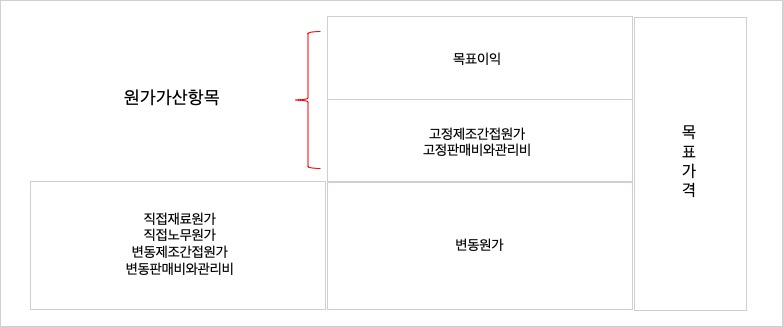 원가가산항목
목표이익
고정제조간접원가
고정판매비와관리비
직접재료원가
직접노무원가
변동제조간접원가
변동판매비와관리비
변동원가
목
표
가
격